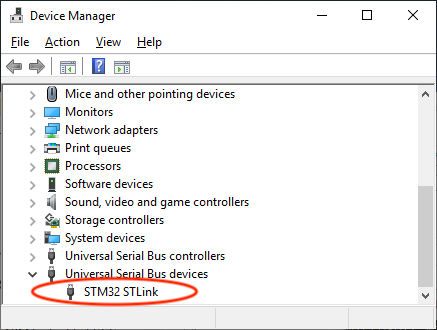 Device Manager
File Action View Help
Mice and other pointing devices
Monitors
Network adapters
Print queues
Processors
Software devices
Sound, video and game controllers
Storage controllers
System devices
Universal Serial Bus controllers
Universal Serial Bus devices
STM32 STLink